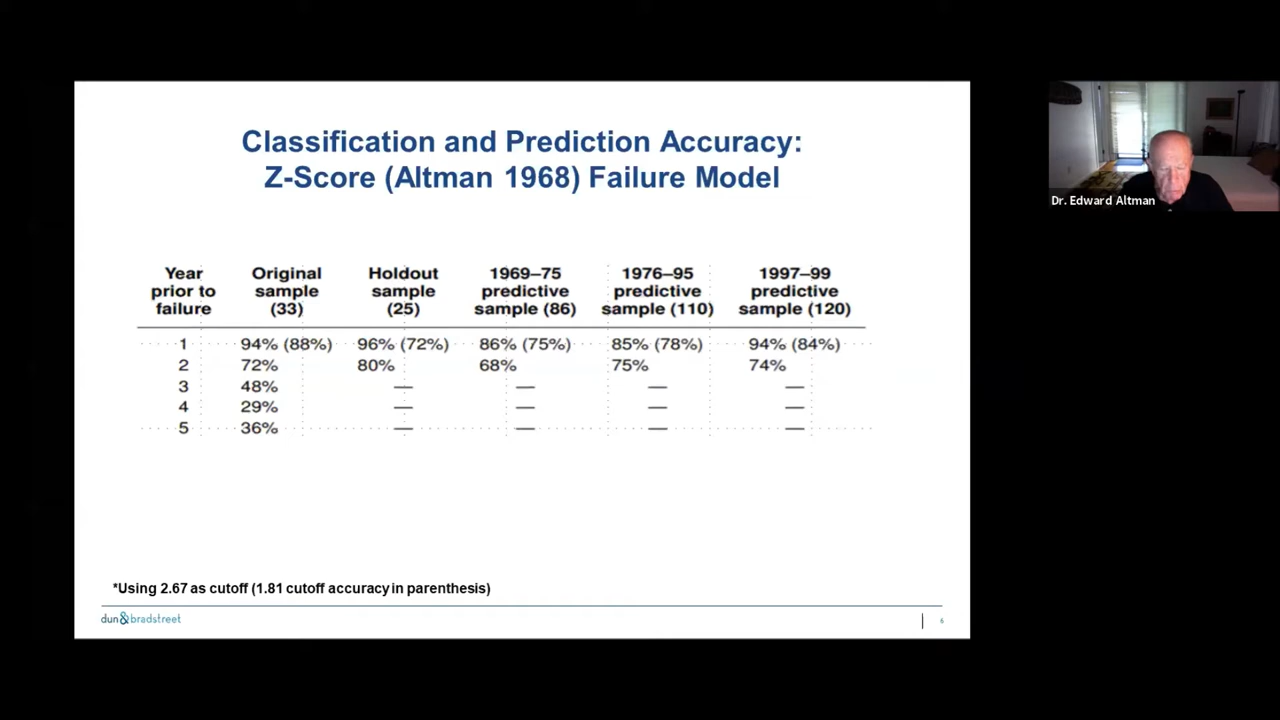 Classification and Prediction Accuracy:
Z-Score (Altman 1968) Failure Model
Year prior to failure | Original sample (33) | Holdout sample (25) | 1969–75 predictive sample (86) | 1976–95 predictive sample (110) | 1997–99 predictive sample (120)
1 94% (88%) 96% (72%) 86% (75%) 85% (78%) 94% (84%)
2 72% 80% 68% 75% 74%
3 48% — — — —
4 29% — — — —
5 36% — — — —
*Using 2.67 as cutoff (1.81 cutoff accuracy in parenthesis)
dun&bradstreet
6
Dr. Edward Altman